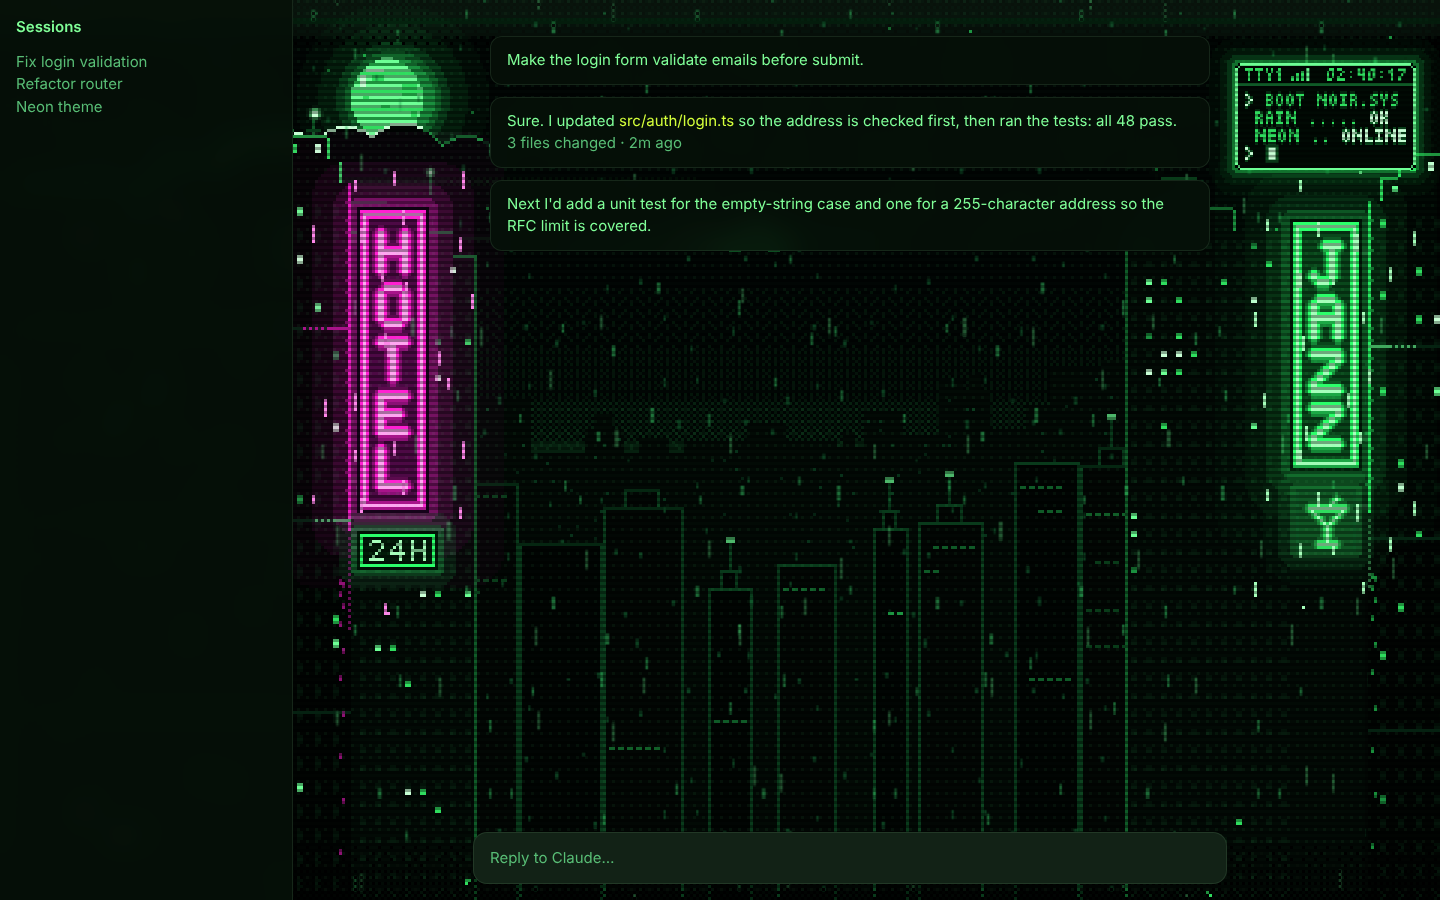 Sessions
Fix login validation
Refactor router
Neon theme
Make the login form validate emails before submit.
Sure. I updated src/auth/login.ts so the address is checked first, then ran the tests: all 48 pass.
3 files changed · 2m ago
Next I'd add a unit test for the empty-string case and one for a 255-character address so the
RFC limit is covered.
TTY1 02:40:17
> BOOT NOIR.SYS
RAIN ..... OK
NEON .. ONLINE
>
HOTEL
24H
Reply to Claude...